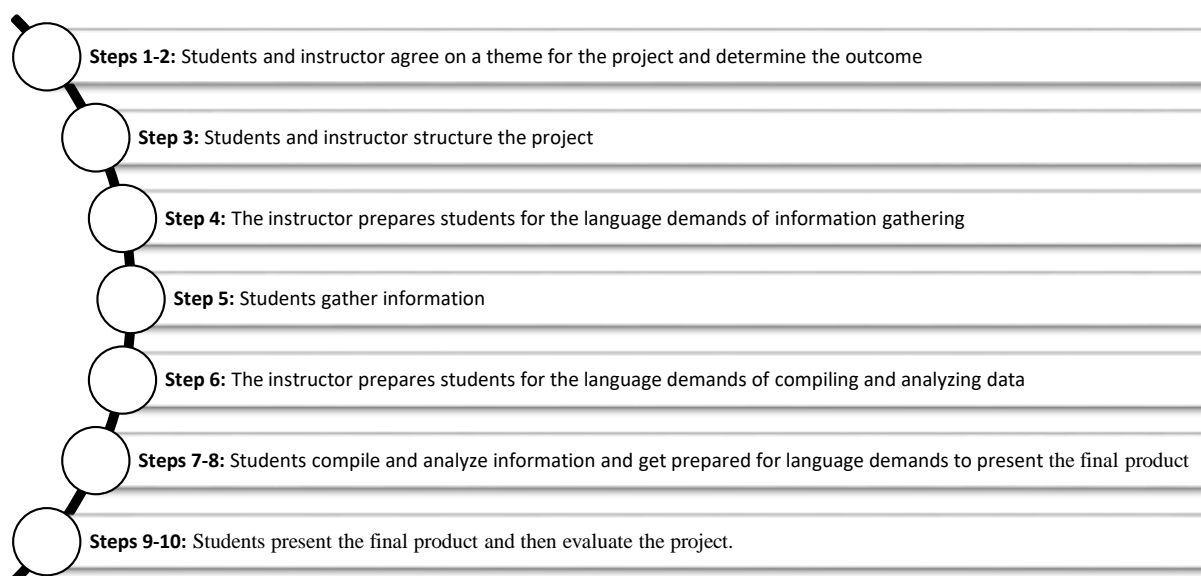 Steps 1-2: Students and instructor agree on a theme for the project and determine the outcome
Step 3: Students and instructor structure the project
Step 4: The instructor prepares students for the language demands of information gathering
Step 5: Students gather information
Step 6: The instructor prepares students for the language demands of compiling and analyzing data
Steps 7-8: Students compile and analyze information and get prepared for language demands to present the final product
Steps 9-10: Students present the final product and then evaluate the project.